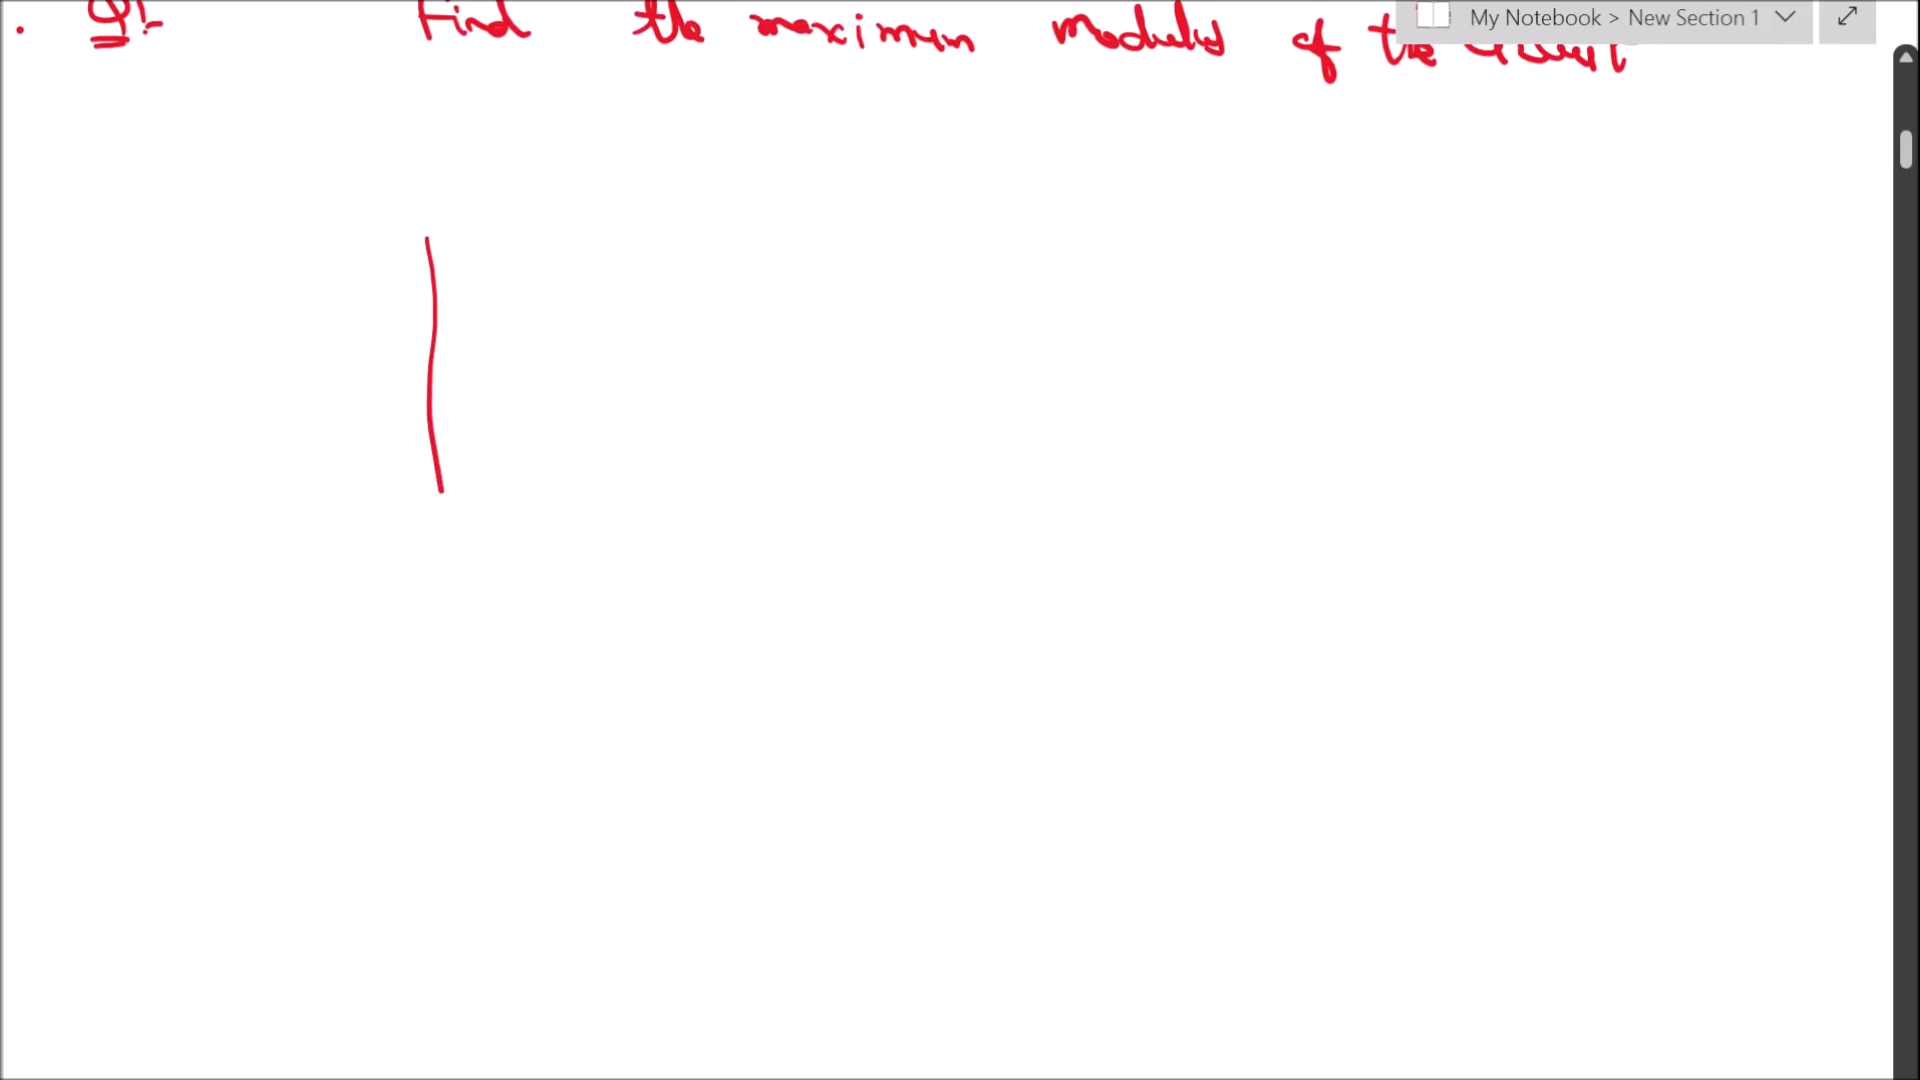 My Notebook > New Section 1
. Q:- Find the maximum modulus of the